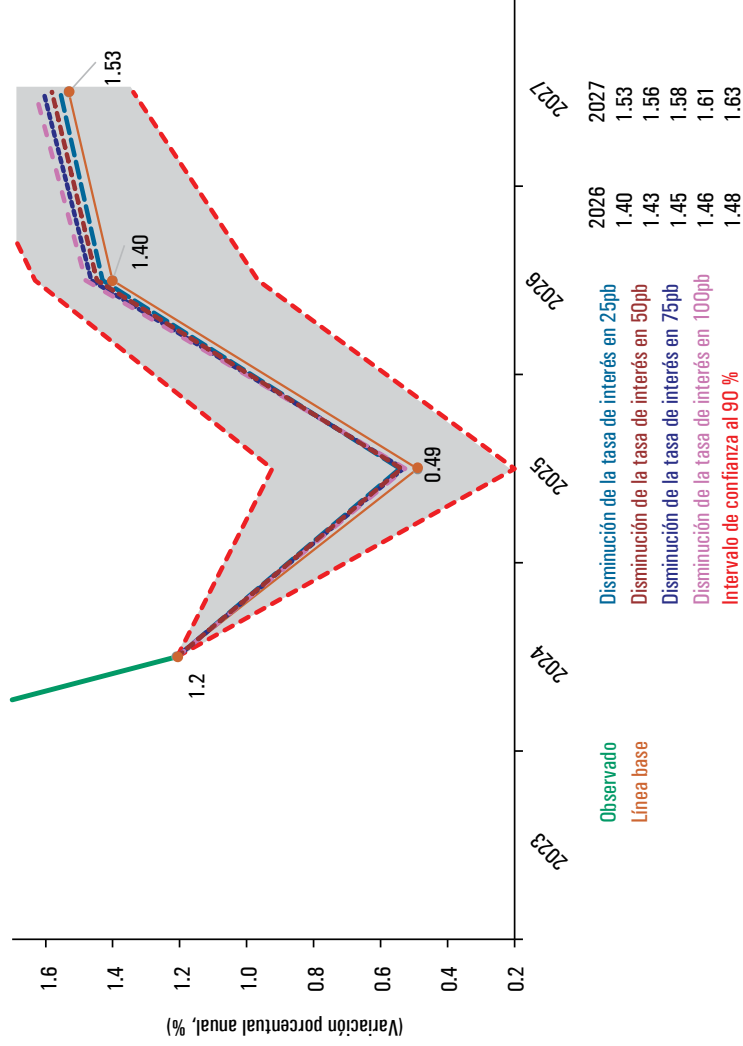 (Variación porcentual anual, %)
1.6
1.4
1.2
1.0
0.8
0.6
0.4
0.2
1.2
0.49
1.40
1.53
2023
2024
2025
2026
2027
Observado
Línea base
2026 2027
1.40 1.53
Disminución de la tasa de interés en 25pb 1.43 1.56
Disminución de la tasa de interés en 50pb 1.45 1.58
Disminución de la tasa de interés en 75pb 1.46 1.61
Disminución de la tasa de interés en 100pb 1.48 1.63
Intervalo de confianza al 90 %